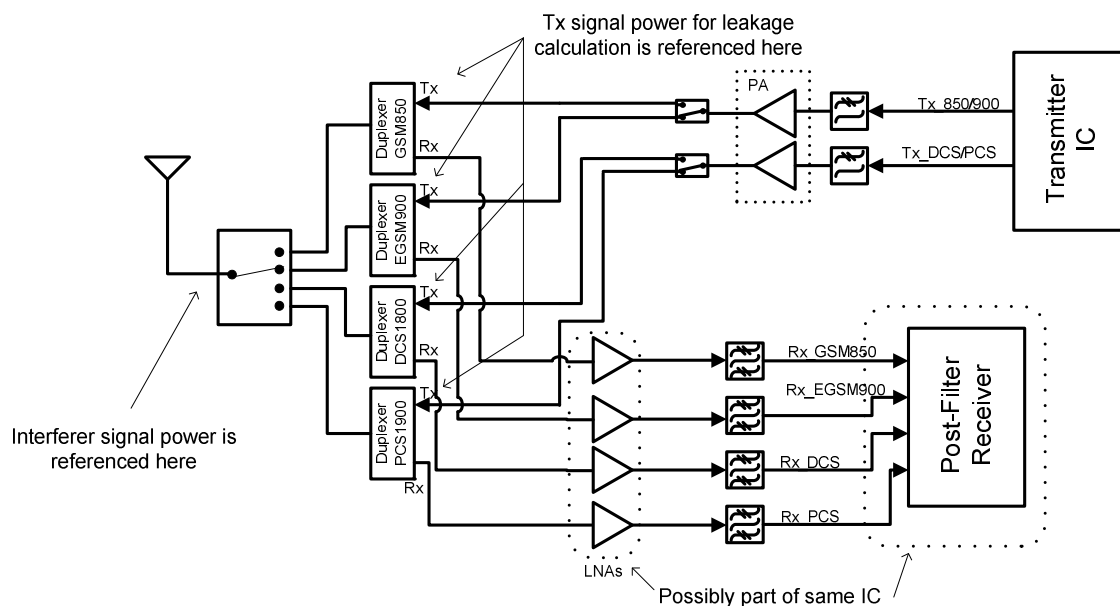 Tx signal power for leakage
calculation is referenced here
Tx
Duplexer
GSM850
Rx
PA
Tx_850/900
Tx_DCS/PCS
Transmitter
IC
Tx
Duplexer
EGSM900
Rx
Tx
Duplexer
DCS1800
Rx
Tx
Duplexer
PCS1900
Rx
Interferer signal power is
referenced here
Rx_GSM850
Rx_EGSM900
Rx_DCS
Rx_PCS
Post-Filter
Receiver
LNAs
Possibly part of same IC